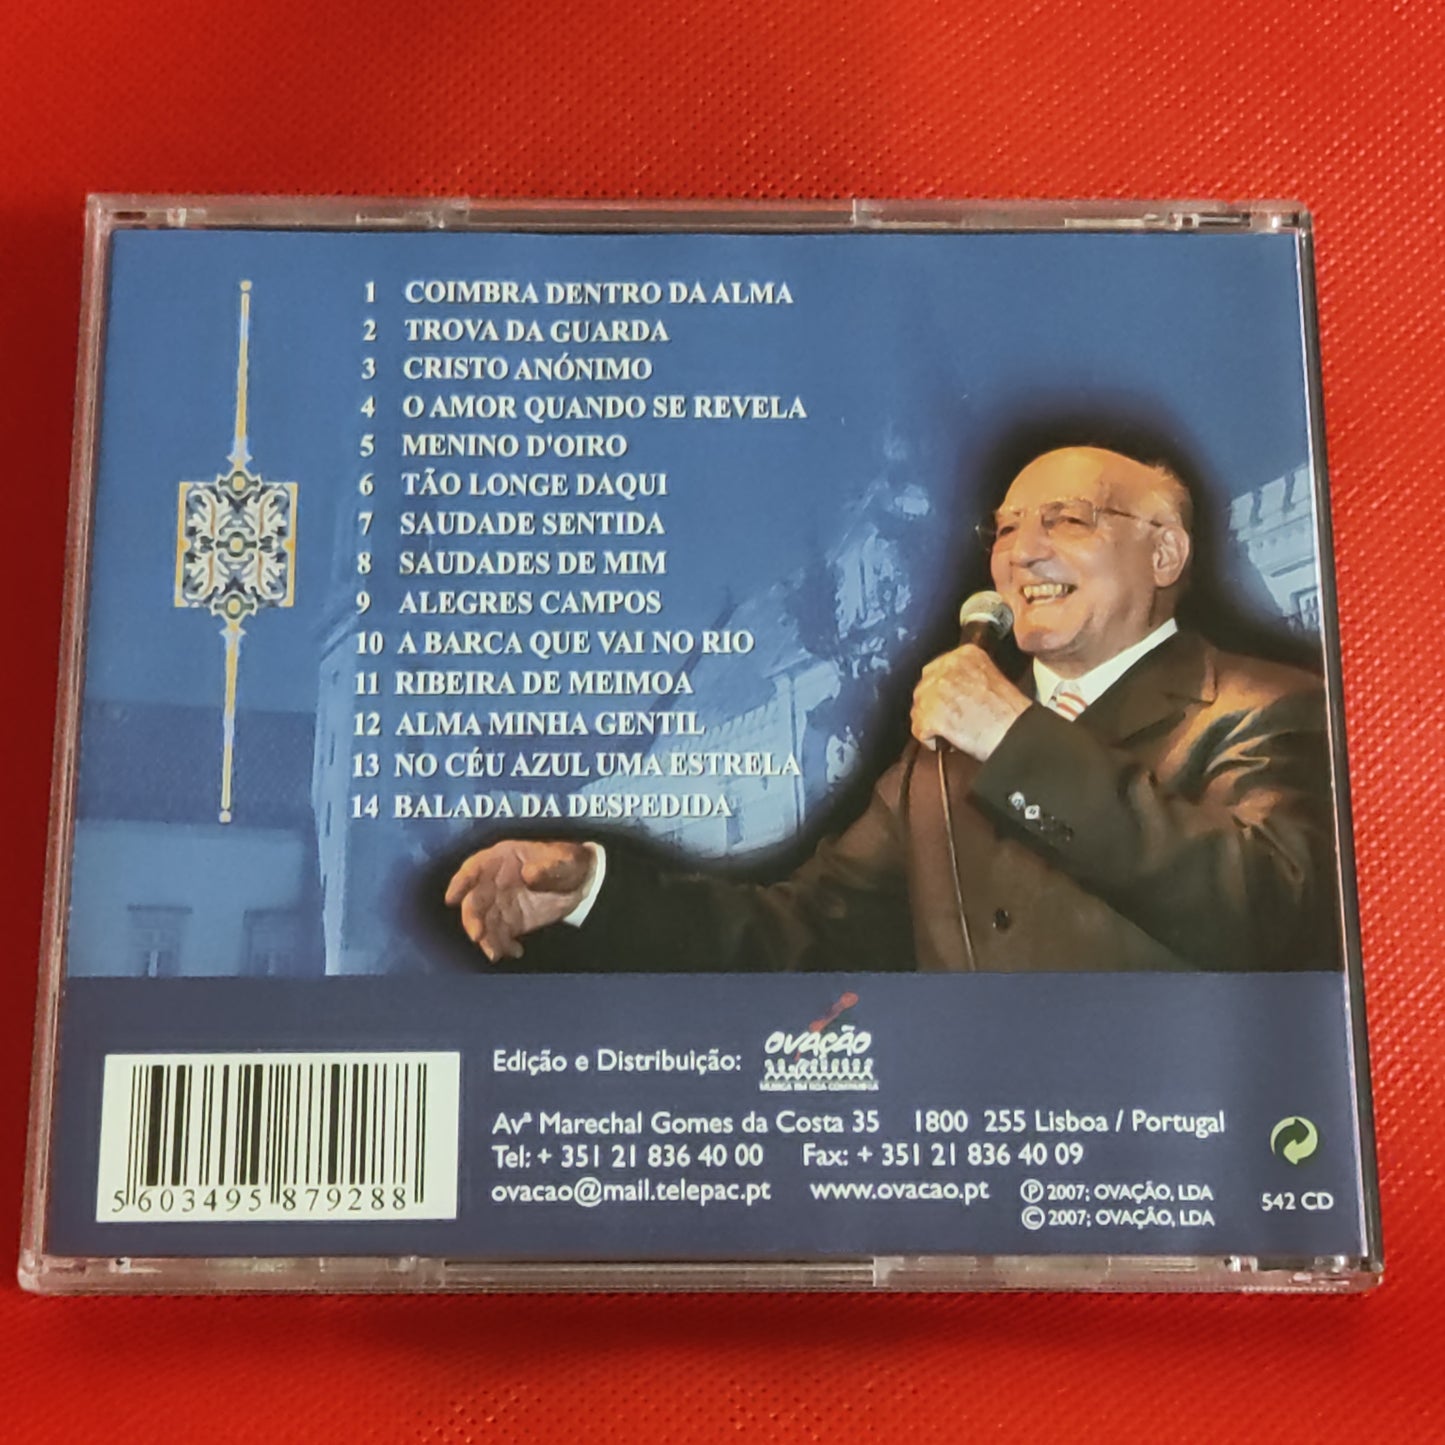 1 COIMBRA DENTRO DA ALMA
2 TROVA DA GUARDA
3 CRISTO ANÓNIMO
4 O AMOR QUANDO SE REVELA
5 MENINO D'OIRO
6 TÃO LONGE DAQUI
7 SAUDADE SENTIDA
8 SAUDADES DE MIM
9 ALEGRES CAMPOS
10 A BARCA QUE VAI NO RIO
11 RIBEIRA DE MEIMOA
12 ALMA MINHA GENTIL
13 NO CÉU AZUL UMA ESTRELA
14 BALADA DA DESPEDIDA
Edição e Distribuição: OVAÇÃO
MÚSICA EM BOA COMPANHIA
Avª Marechal Gomes da Costa 35 1800 255 Lisboa / Portugal
Tel: + 351 21 836 40 00 Fax: + 351 21 836 40 09
ovacao@mail.telepac.pt www.ovacao.pt ℗ 2007; OVAÇÃO, LDA
© 2007; OVAÇÃO, LDA
542 CD
5 603495 879288